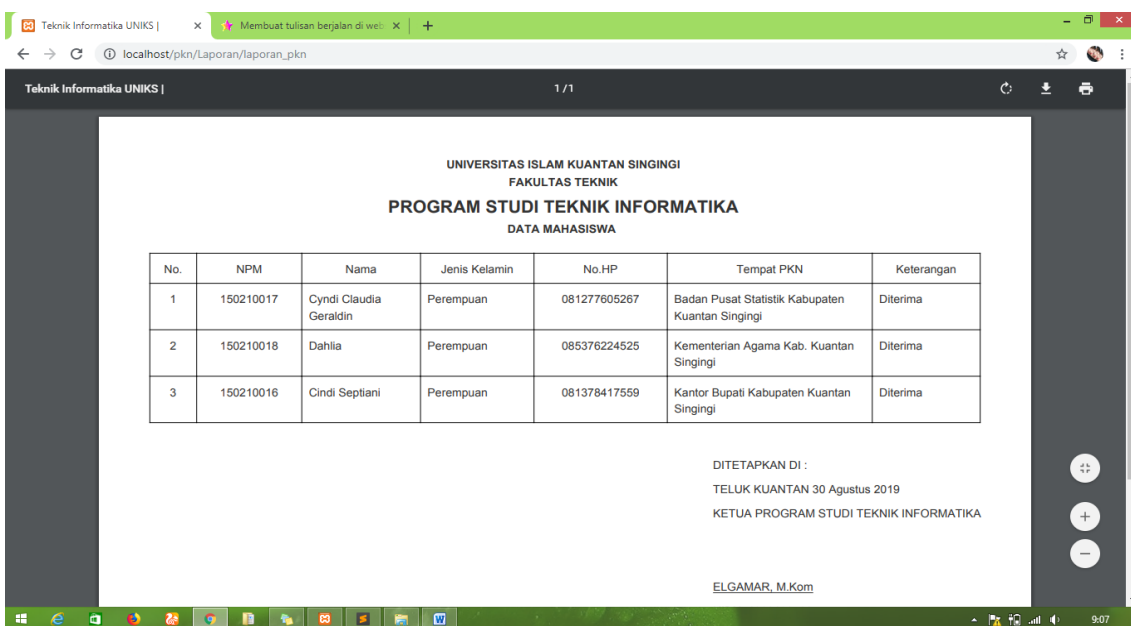 Teknik Informatika UNIKS |
Membuat tulisan berjalan di web
localhost/pkn/Laporan/laporan_pkn
Teknik Informatika UNIKS | 1 / 1
UNIVERSITAS ISLAM KUANTAN SINGINGI
FAKULTAS TEKNIK
PROGRAM STUDI TEKNIK INFORMATIKA
DATA MAHASISWA
No. NPM Nama Jenis Kelamin No.HP Tempat PKN Keterangan
1 150210017 Cyndi Claudia Perempuan 081277605267 Badan Pusat Statistik Kabupaten Diterima
Geraldin Kuantan Singingi
2 150210018 Dahlia Perempuan 085376224525 Kementerian Agama Kab. Kuantan Diterima
Singingi
3 150210016 Cindi Septiani Perempuan 081378417559 Kantor Bupati Kabupaten Kuantan Diterima
Singingi
DITETAPKAN DI :
TELUK KUANTAN 30 Agustus 2019
KETUA PROGRAM STUDI TEKNIK INFORMATIKA
ELGAMAR, M.Kom
9:07